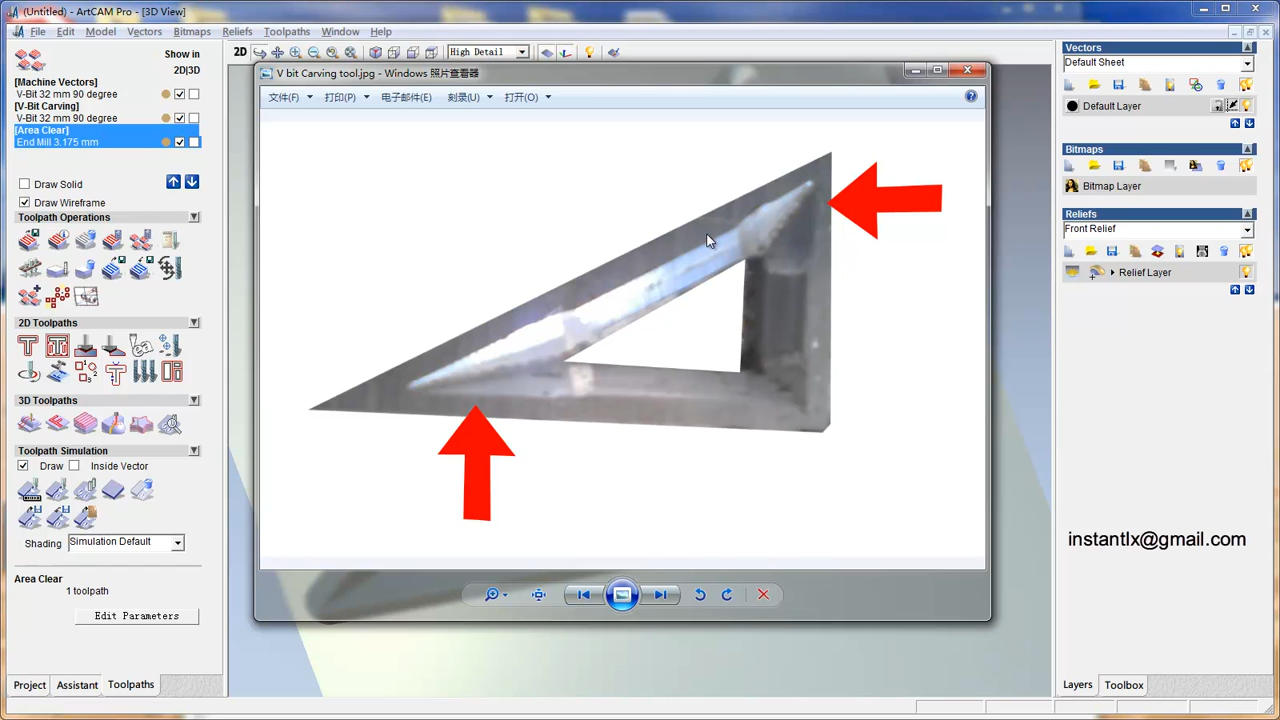 (Untitled) - ArtCAM Pro - [3D View]
File Edit Model Vectors Bitmaps Reliefs Toolpaths Window Help
Show in
2D|3D
[Machine Vectors]
V-Bit 32 mm 90 degree
[V-Bit Carving]
V-Bit 32 mm 90 degree
[Area Clear]
End Mill 3.175 mm
Draw Solid
Draw Wireframe
Toolpath Operations
2D Toolpaths
3D Toolpaths
Toolpath Simulation
Draw Inside Vector
Shading Simulation Default
Area Clear
1 toolpath
Edit Parameters
Project Assistant Toolpaths
2D High Detail
V bit Carving tool.jpg - Windows 照片查看器
文件(F) 打印(P) 电子邮件(E) 刻录(U) 打开(O)
Vectors
Default Sheet
Default Layer
Bitmaps
Bitmap Layer
Reliefs
Front Relief
Relief Layer
instantlx@gmail.com
Layers Toolbox